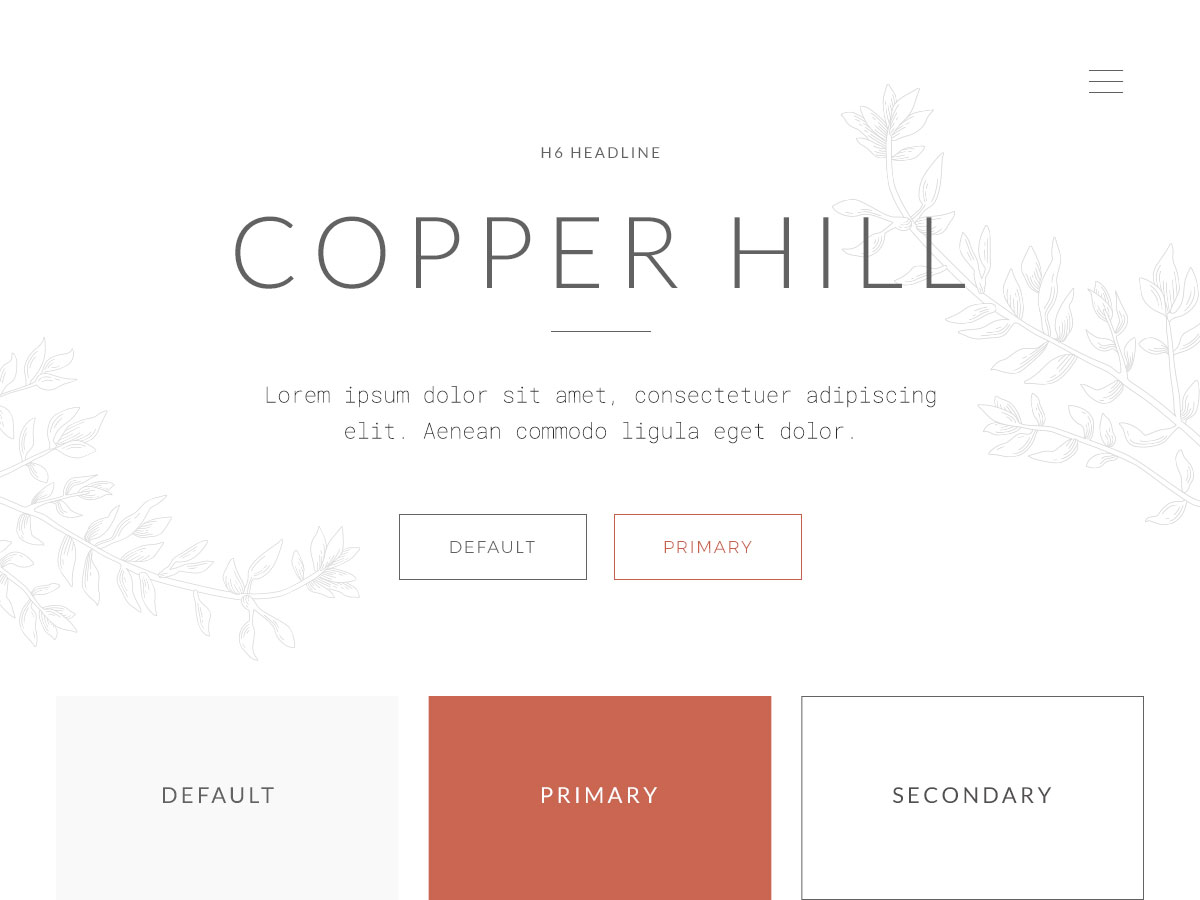 H6 HEADLINE
COPPER HILL
Lorem ipsum dolor sit amet, consectetuer adipiscing
elit. Aenean commodo ligula eget dolor.
DEFAULT
PRIMARY
DEFAULT
PRIMARY
SECONDARY